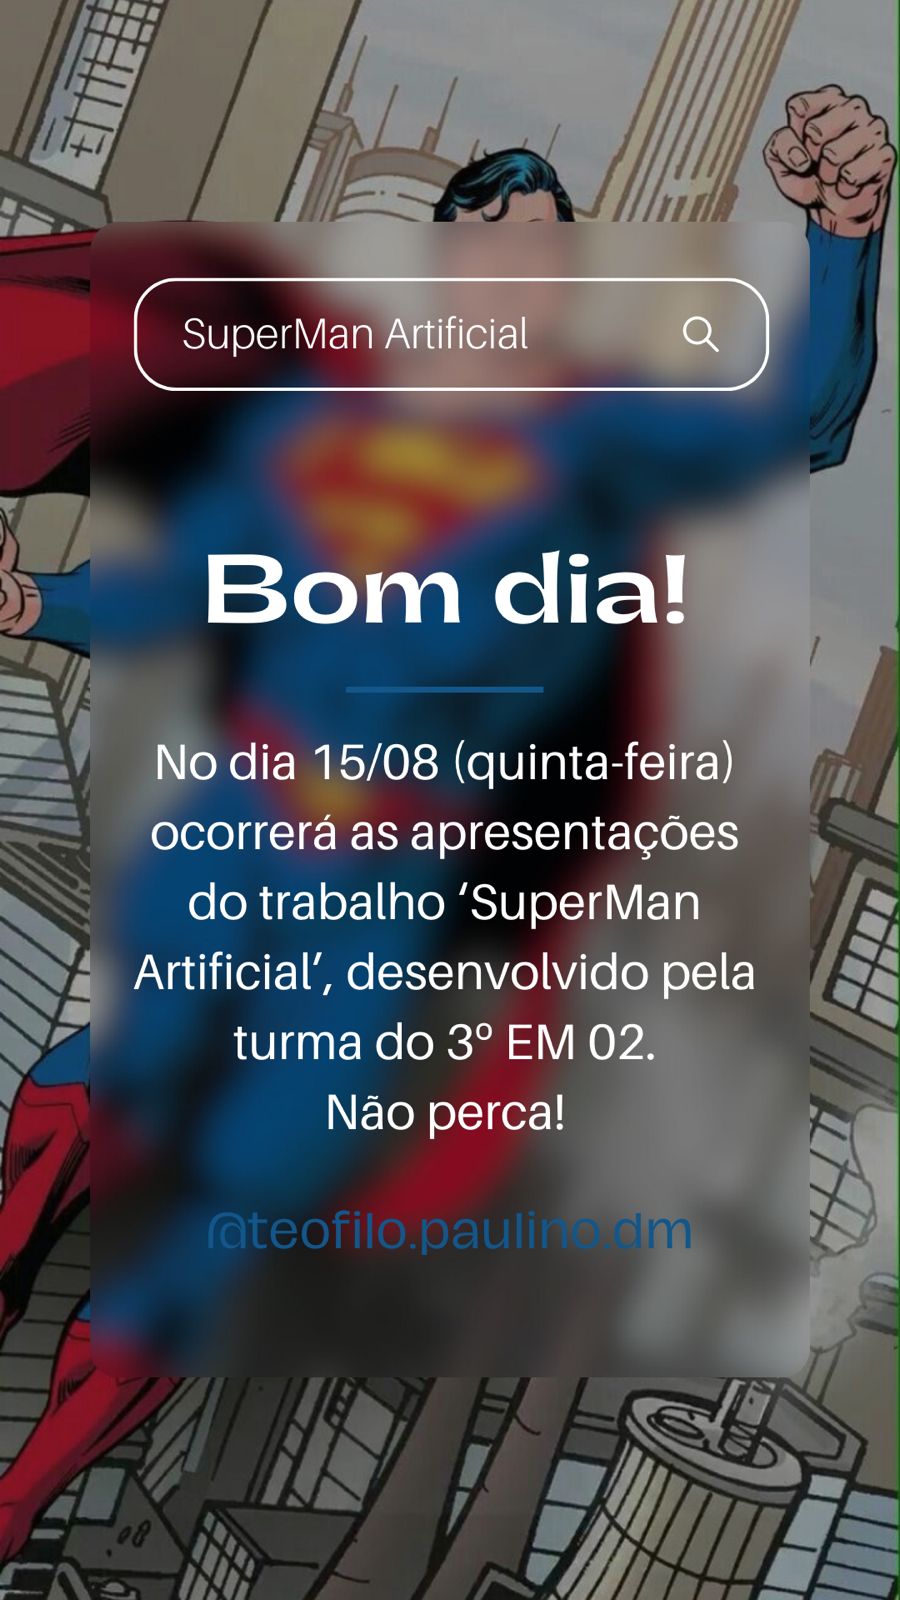 SuperMan Artificial
Bom dia!
No dia 15/08 (quinta-feira)
ocorrerá as apresentações
do trabalho ‘SuperMan
Artificial’, desenvolvido pela
turma do 3º EM 02.
Não perca!
@teofilo.paulino.dm